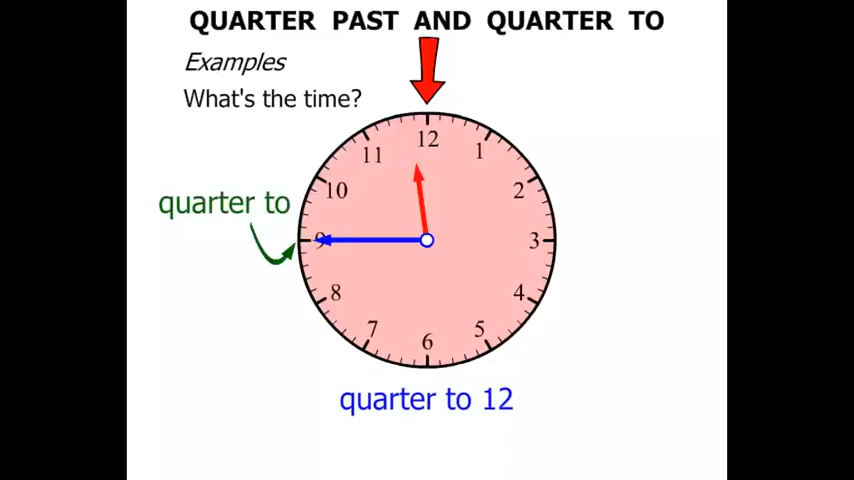 QUARTER PAST AND QUARTER TO
Examples
What's the time?
12
11
1
10
2
quarter to
9
3
8
4
7
5
6
quarter to 12